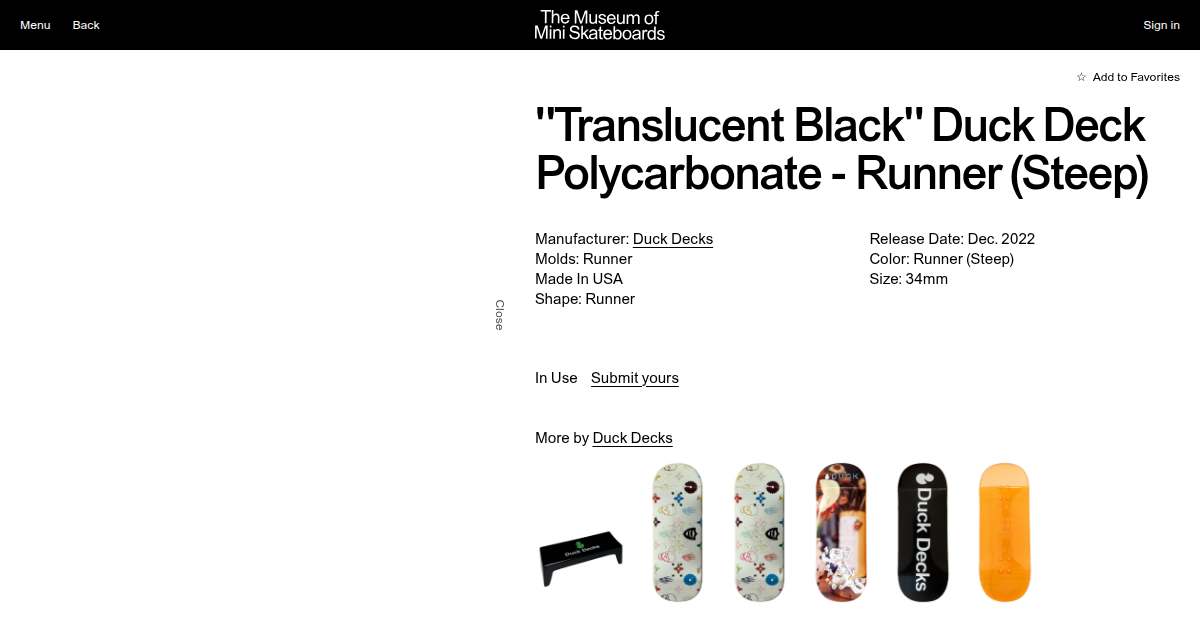 Menu
Back
The Museum of
Mini Skateboards
Sign in
☆ Add to Favorites
"Translucent Black" Duck Deck
Polycarbonate - Runner (Steep)
Manufacturer: Duck Decks
Molds: Runner
Made In USA
Shape: Runner
Release Date: Dec. 2022
Color: Runner (Steep)
Size: 34mm
Close
In Use Submit yours
More by Duck Decks
Duck Decks
DUCK
Duck Decks